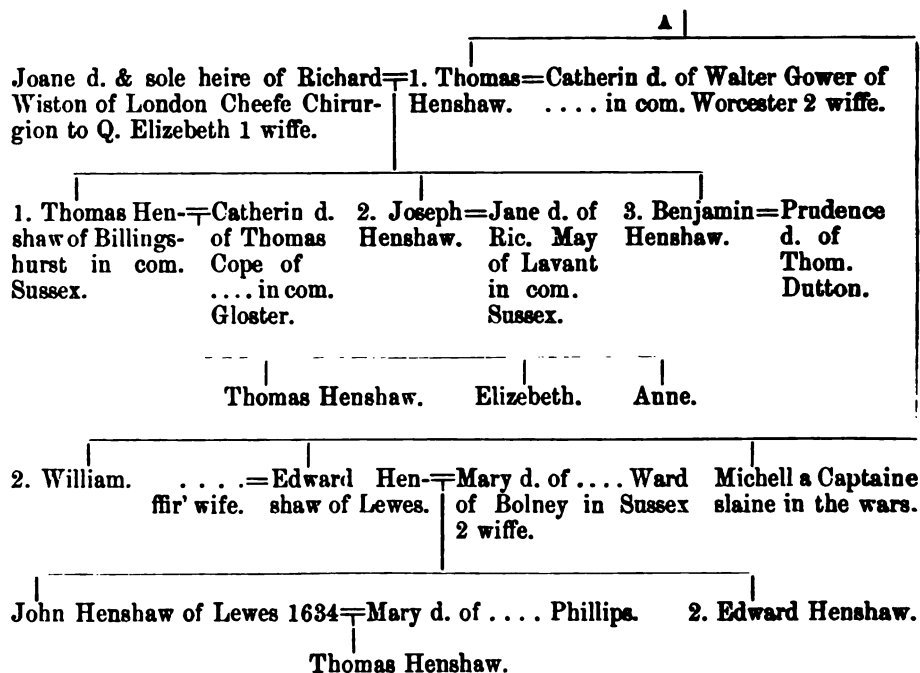 A
Joane d. & sole heire of Richard=1. Thomas=Catherin d. of Walter Gower of
Wiston of London Cheefe Chirur- Henshaw. .... in com. Worcester 2 wiffe.
gion to Q. Elizebeth 1 wiffe.
1. Thomas Hen-=Catherin d. 2. Joseph=Jane d. of 3. Benjamin=Prudence
shaw of Billings- of Thomas Henshaw. Ric. May Henshaw. d. of
hurst in com. Cope of of Lavant Thom.
Sussex. .... in com. in com. Dutton.
Gloster. Sussex.
Thomas Henshaw. Elizebeth. Anne.
2. William. ....=Edward Hen-=Mary d. of .... Ward Michell a Captaine
ffir' wife. shaw of Lewes. of Bolney in Sussex slaine in the wars.
2 wiffe.
John Henshaw of Lewes 1634=Mary d. of .... Phillips. 2. Edward Henshaw.
Thomas Henshaw.